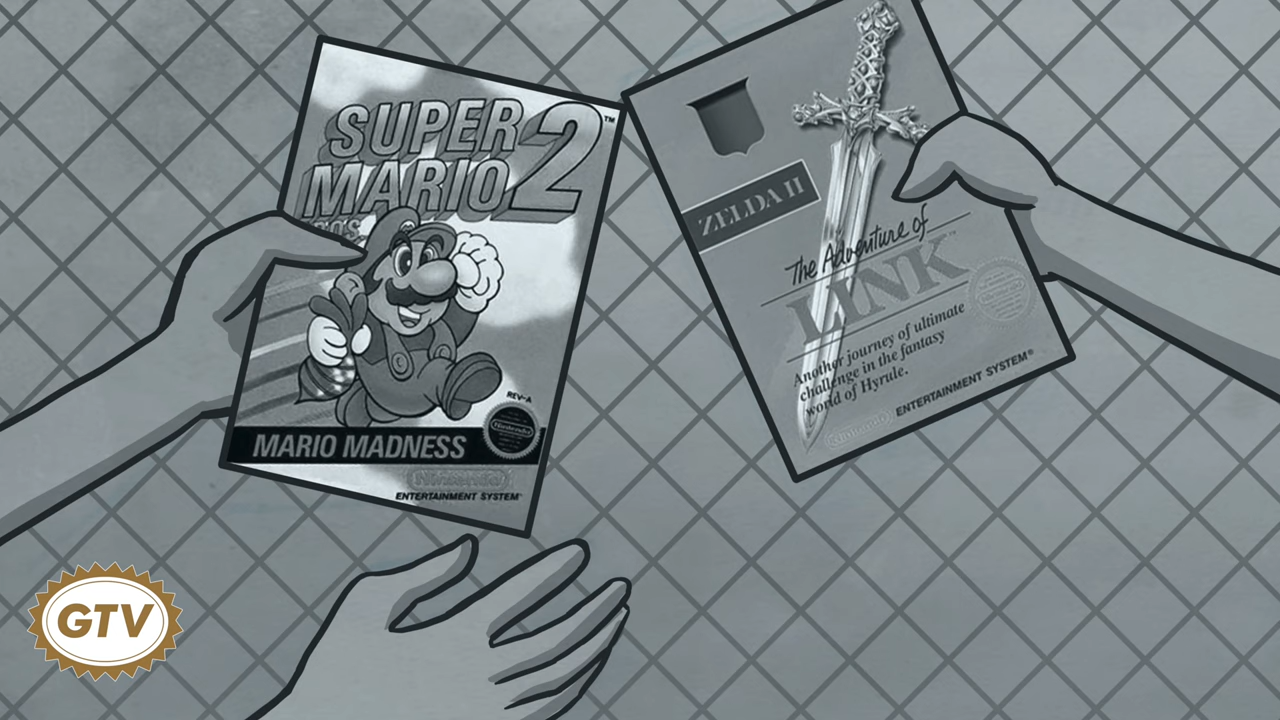 SUPER
MARIO
2
™
REV-A
MARIO MADNESS
Nintendo
ENTERTAINMENT SYSTEM
ZELDA II
The Adventure of
LINK
Another journey of ultimate
challenge in the fantasy
world of Hyrule.
Nintendo
ENTERTAINMENT SYSTEM®
GTV